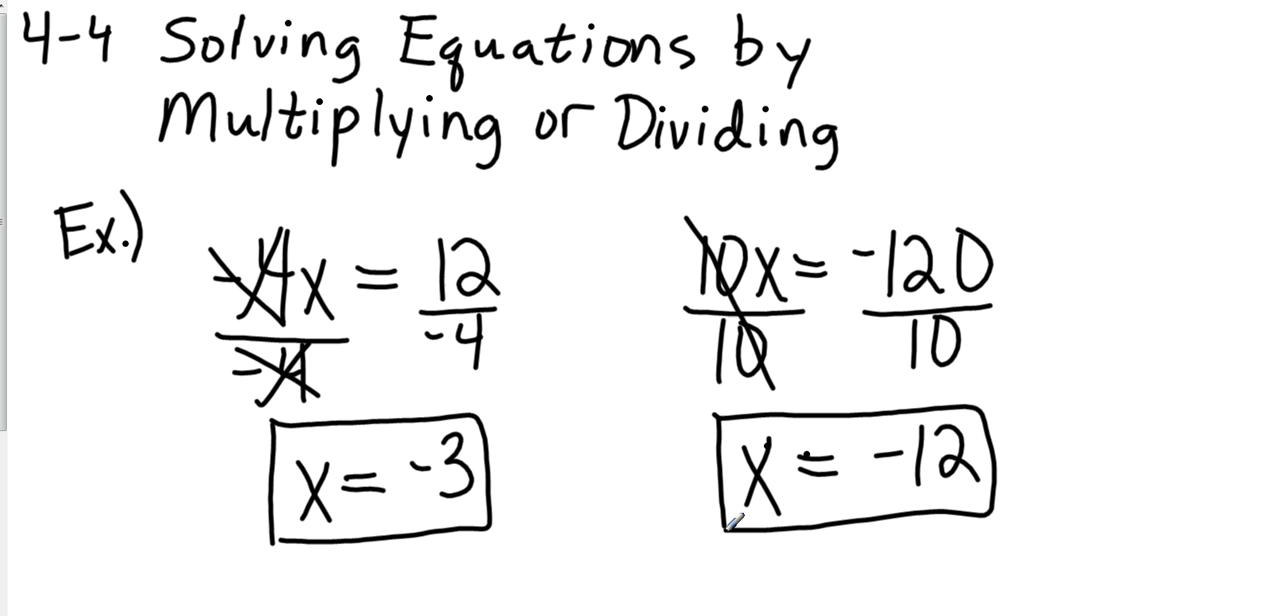 4-4 Solving Equations by
Multiplying or Dividing
Ex.)
-4x = 12
-4 -4
x = -3
10x = -120
10 10
x = -12